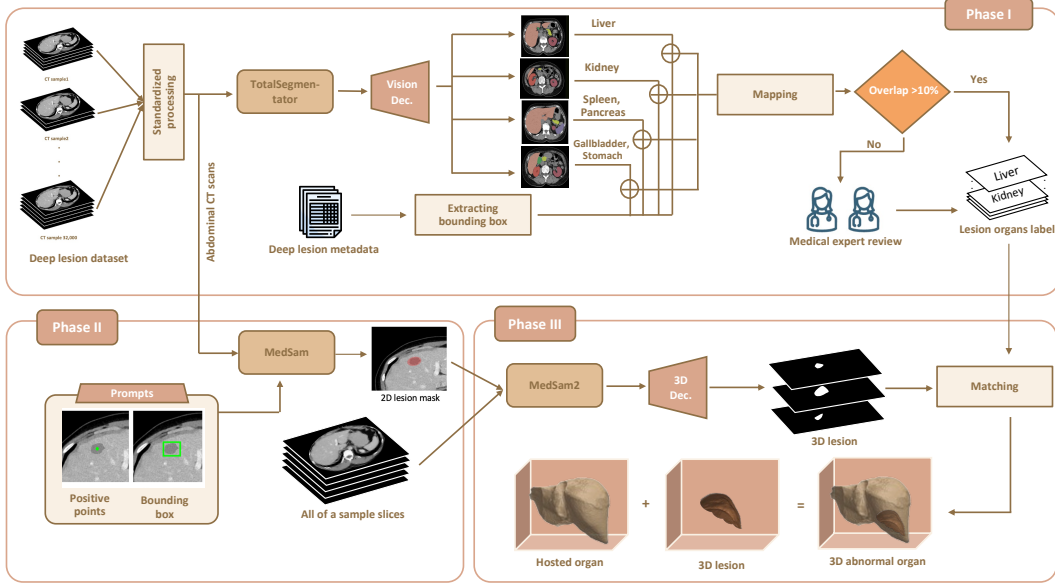 Phase I
CT sample1
CT sample2
CT sample 32,000
Deep lesion dataset
Standardized
processing
Abdominal CT scans
TotalSegmen-
tator
Vision
Dec.
Liver
Kidney
Spleen,
Pancreas
Gallbladder,
Stomach
Deep lesion metadata
Extracting
bounding box
Mapping
Overlap >10%
Yes
No
Medical expert review
Liver
Kidney
Lesion organs label
Phase II
MedSam
2D lesion mask
Prompts
Positive
points
Bounding
box
All of a sample slices
Phase III
MedSam2
3D
Dec.
3D lesion
Matching
Hosted organ
+
3D lesion
=
3D abnormal organ